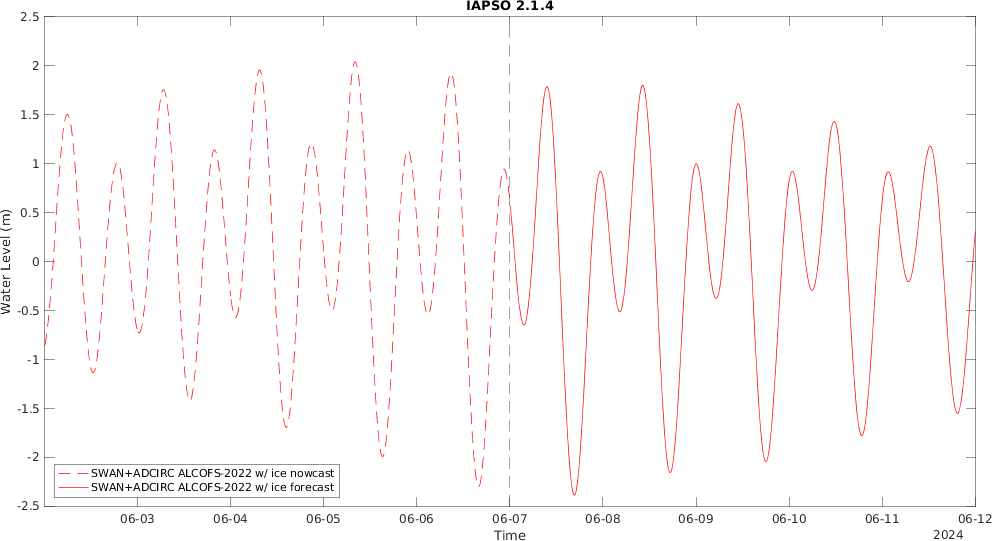 IAPSO 2.1.4
2.5
2
1.5
1
0.5
0
-0.5
-1
-1.5
-2
-2.5
Water Level (m)
SWAN+ADCIRC ALCOFS-2022 w/ ice nowcast
SWAN+ADCIRC ALCOFS-2022 w/ ice forecast
06-03 06-04 06-05 06-06 06-07 06-08 06-09 06-10 06-11 06-12
Time
2024